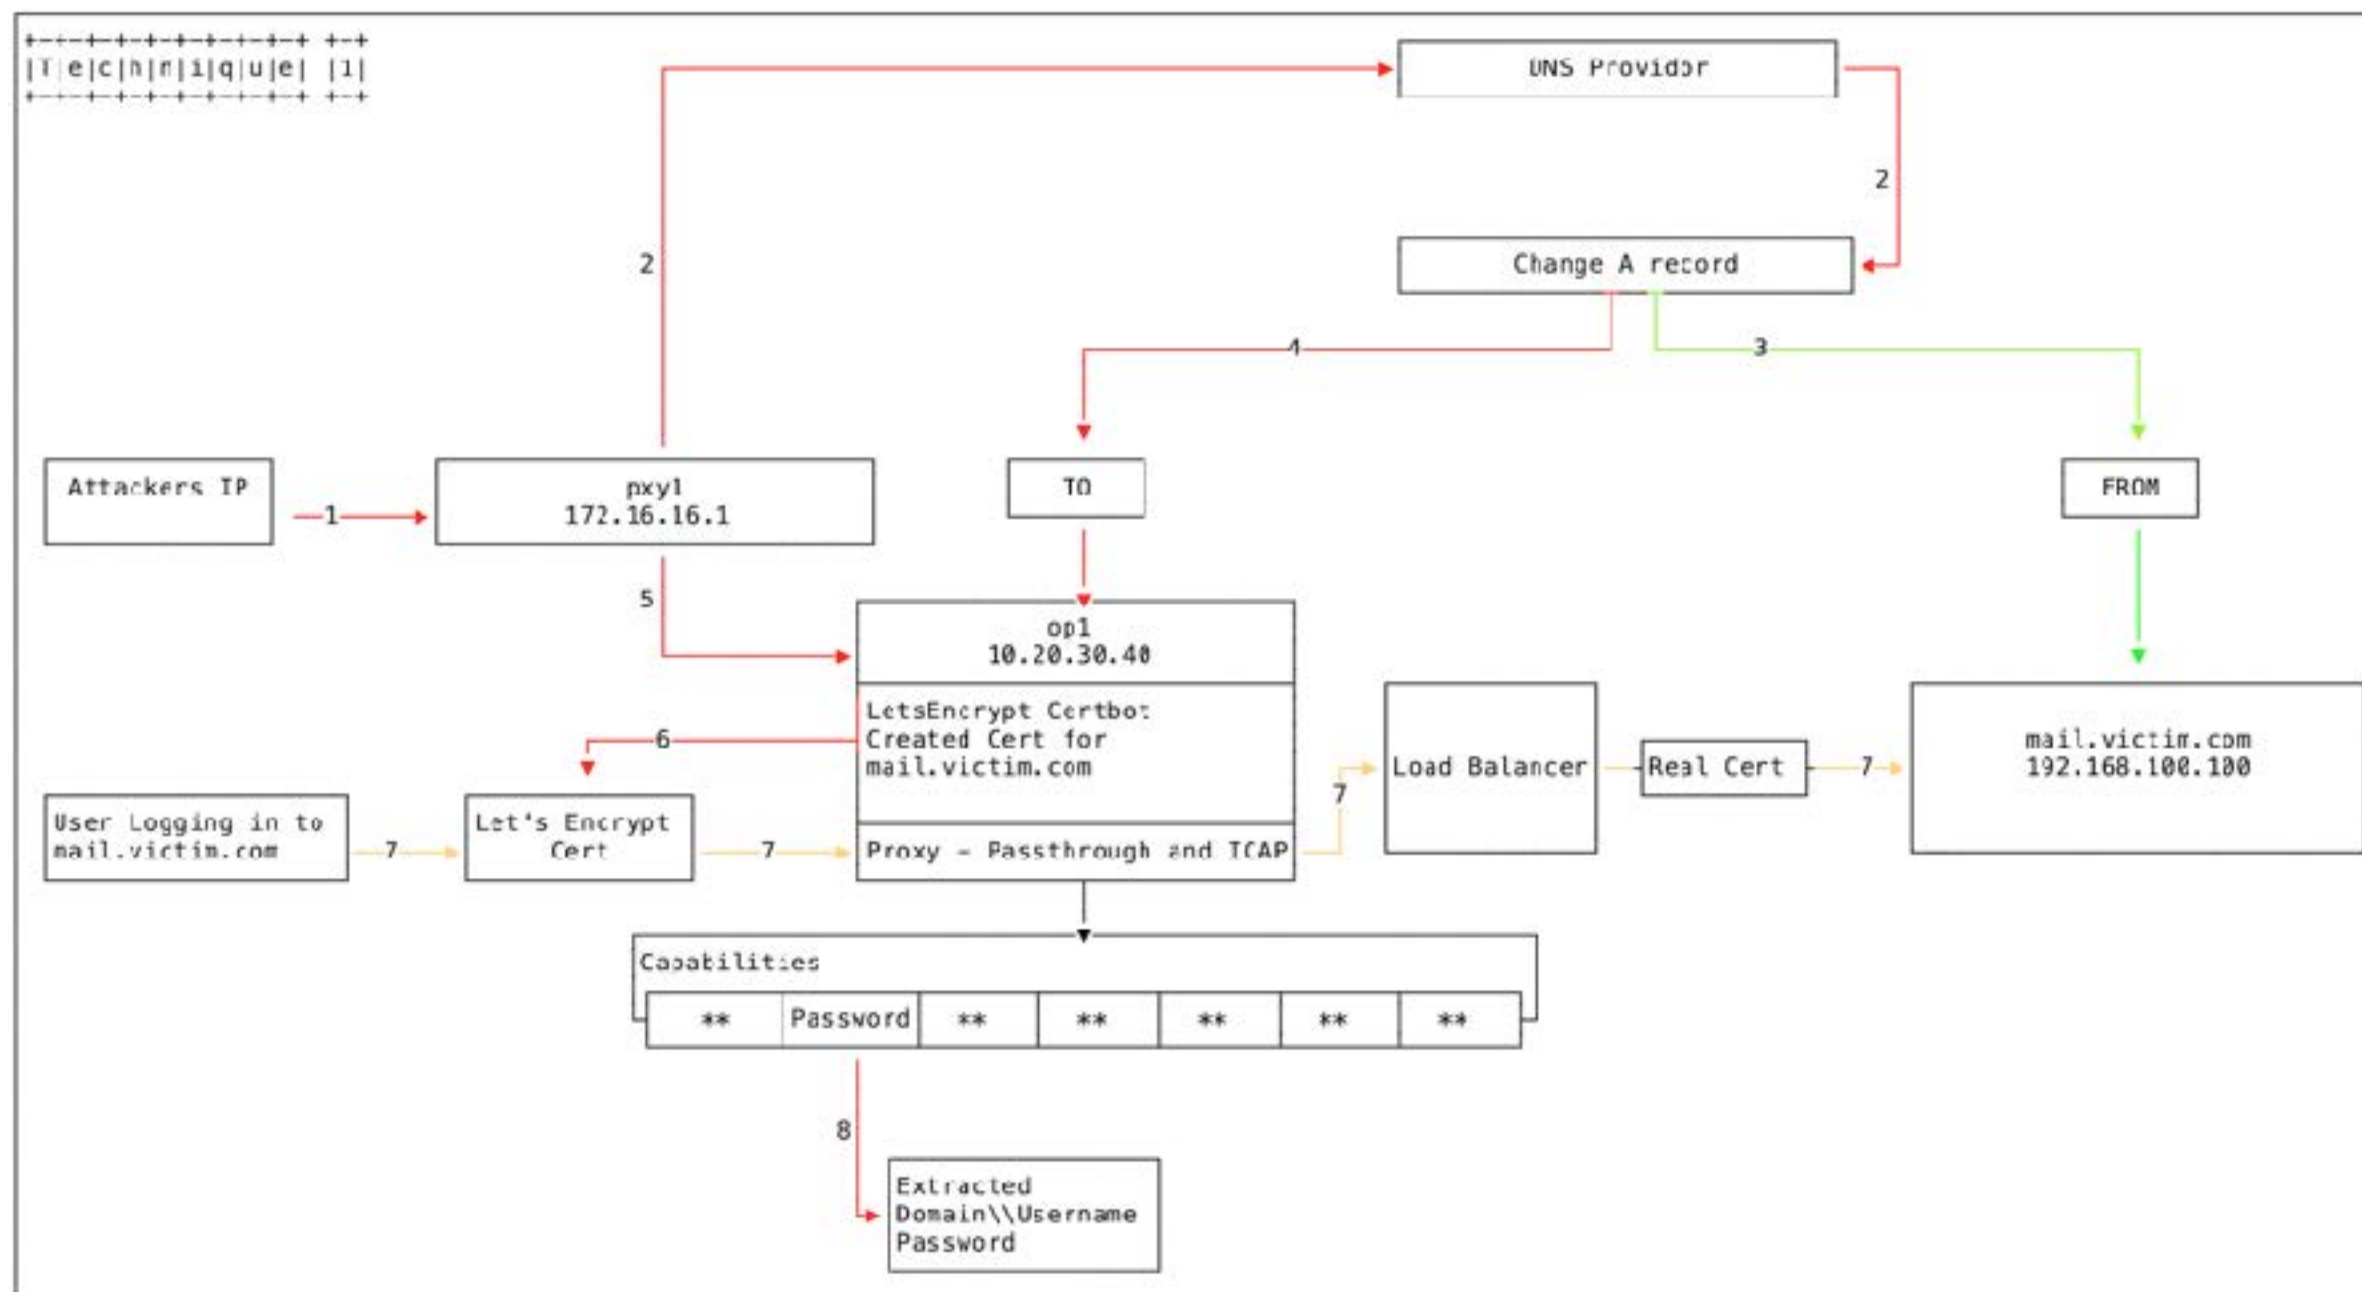 +-+-+-+-+-+-+-+-+-+ +-+
|T|e|c|h|n|i|q|u|e| |1|
+-+-+-+-+-+-+-+-+-+ +-+
DNS Providor
2
2
Change A record
4
3
Attackers IP
1
pxy1
172.16.16.1
TO
FROM
5
op1
10.20.30.40
LetsEncrypt Certbot
Created Cert for
mail.victim.com
6
Load Balancer
Real Cert
7
mail.victim.com
192.168.100.100
7
User Logging in to
mail.victim.com
7
Let's Encrypt
Cert
7
Proxy - Passthrough and ICAP
Capabilities
** Password ** ** ** ** **
8
Extracted
Domain\\Username
Password